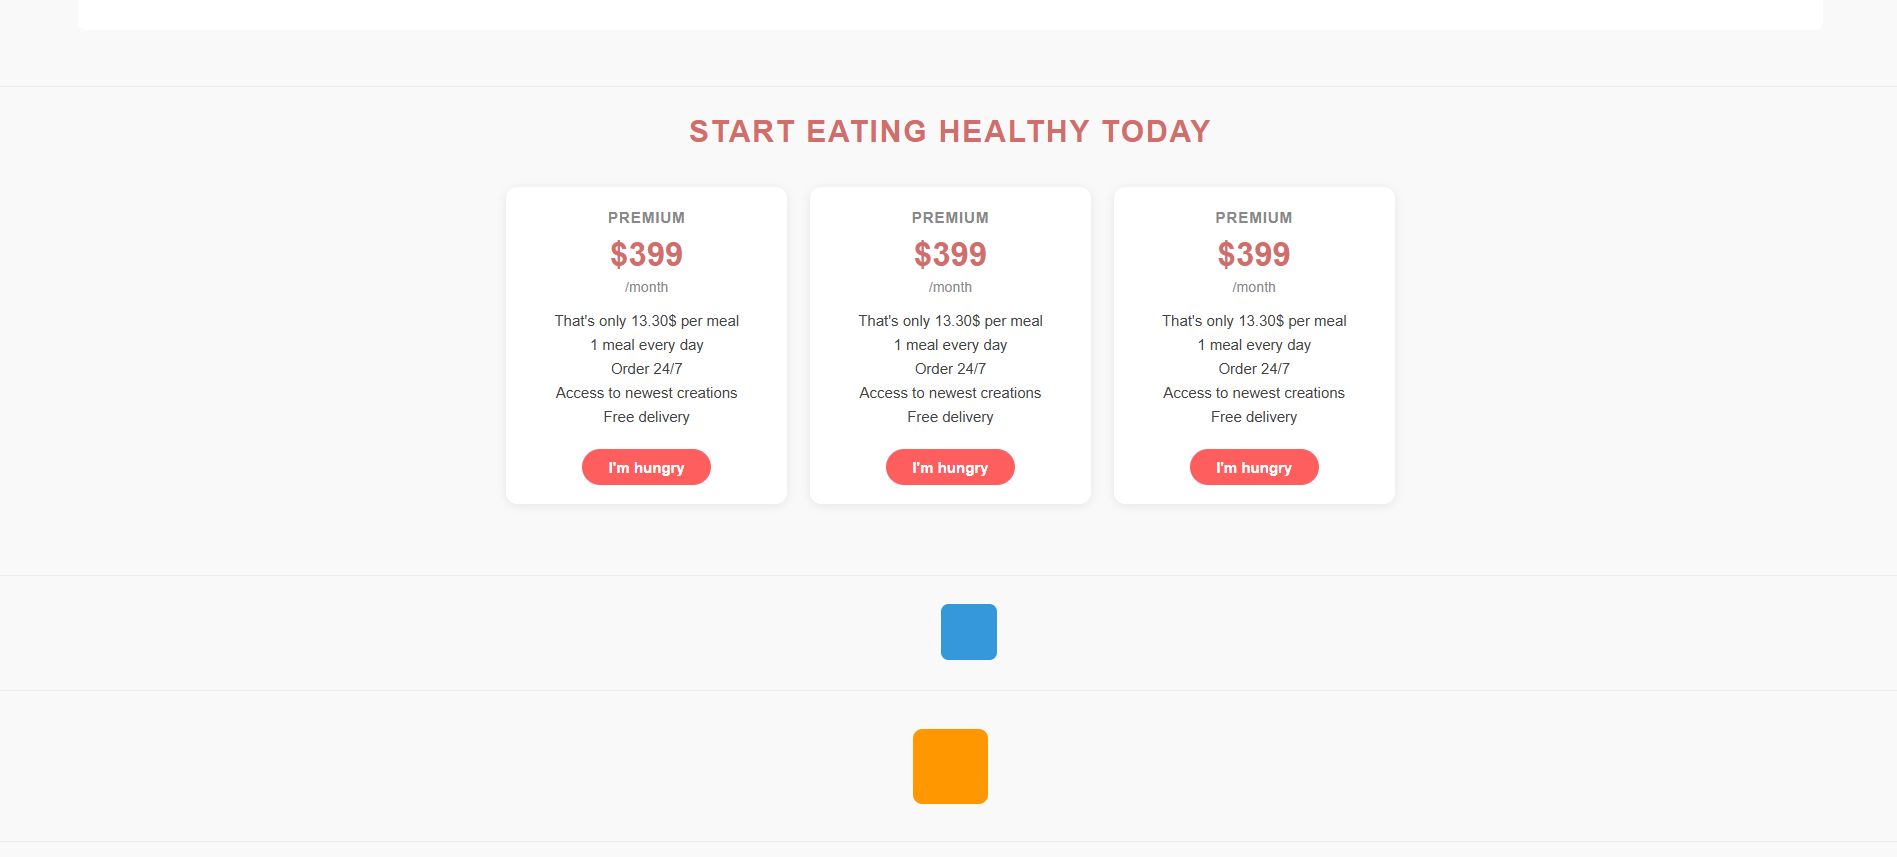 START EATING HEALTHY TODAY
PREMIUM
$399
/month
That's only 13.30$ per meal
1 meal every day
Order 24/7
Access to newest creations
Free delivery
I'm hungry
PREMIUM
$399
/month
That's only 13.30$ per meal
1 meal every day
Order 24/7
Access to newest creations
Free delivery
I'm hungry
PREMIUM
$399
/month
That's only 13.30$ per meal
1 meal every day
Order 24/7
Access to newest creations
Free delivery
I'm hungry